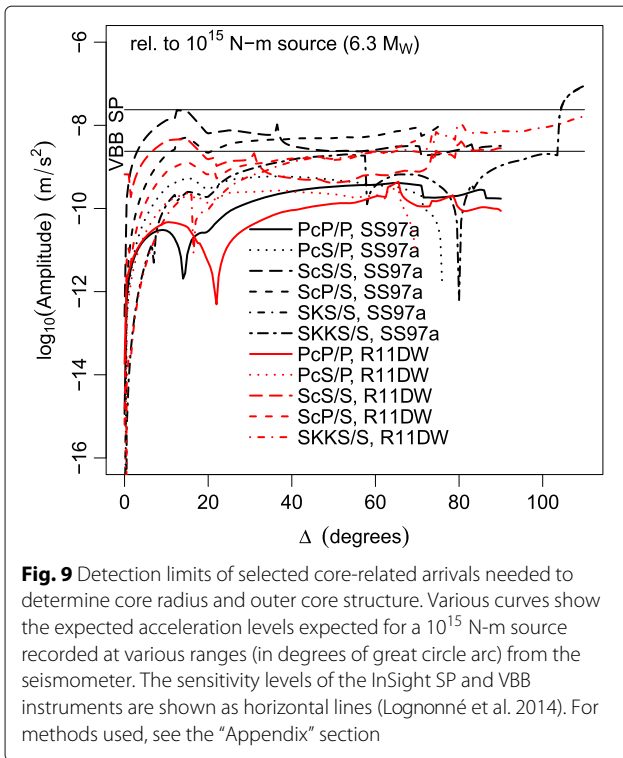 rel. to 10¹⁵ N-m source (6.3 M_W)
SP
VBB
log₁₀(Amplitude) (m/s²)
−6
−8
−10
−12
−14
−16
PcP/P, SS97a
PcS/P, SS97a
ScS/S, SS97a
ScP/S, SS97a
SKS/S, SS97a
SKKS/S, SS97a
PcP/P, R11DW
PcS/P, R11DW
ScS/S, R11DW
ScP/S, R11DW
SKKS/S, R11DW
0 20 40 60 80 100
Δ (degrees)
Fig. 9 Detection limits of selected core-related arrivals needed to
determine core radius and outer core structure. Various curves show
the expected acceleration levels expected for a 10¹⁵ N-m source
recorded at various ranges (in degrees of great circle arc) from the
seismometer. The sensitivity levels of the InSight SP and VBB
instruments are shown as horizontal lines (Lognonné et al. 2014). For
methods used, see the “Appendix” section